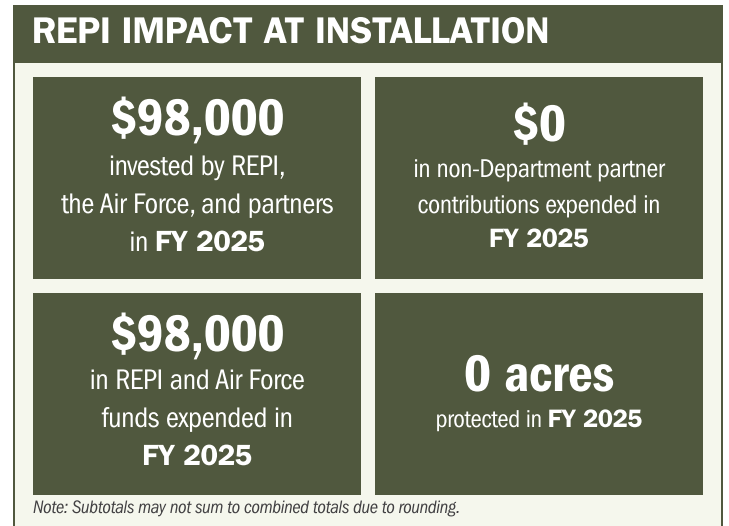 REPI IMPACT AT INSTALLATION
$98,000
invested by REPI,
the Air Force, and partners
in FY 2025
$0
in non-Department partner
contributions expended in
FY 2025
$98,000
in REPI and Air Force
funds expended in
FY 2025
0 acres
protected in FY 2025
Note: Subtotals may not sum to combined totals due to rounding.